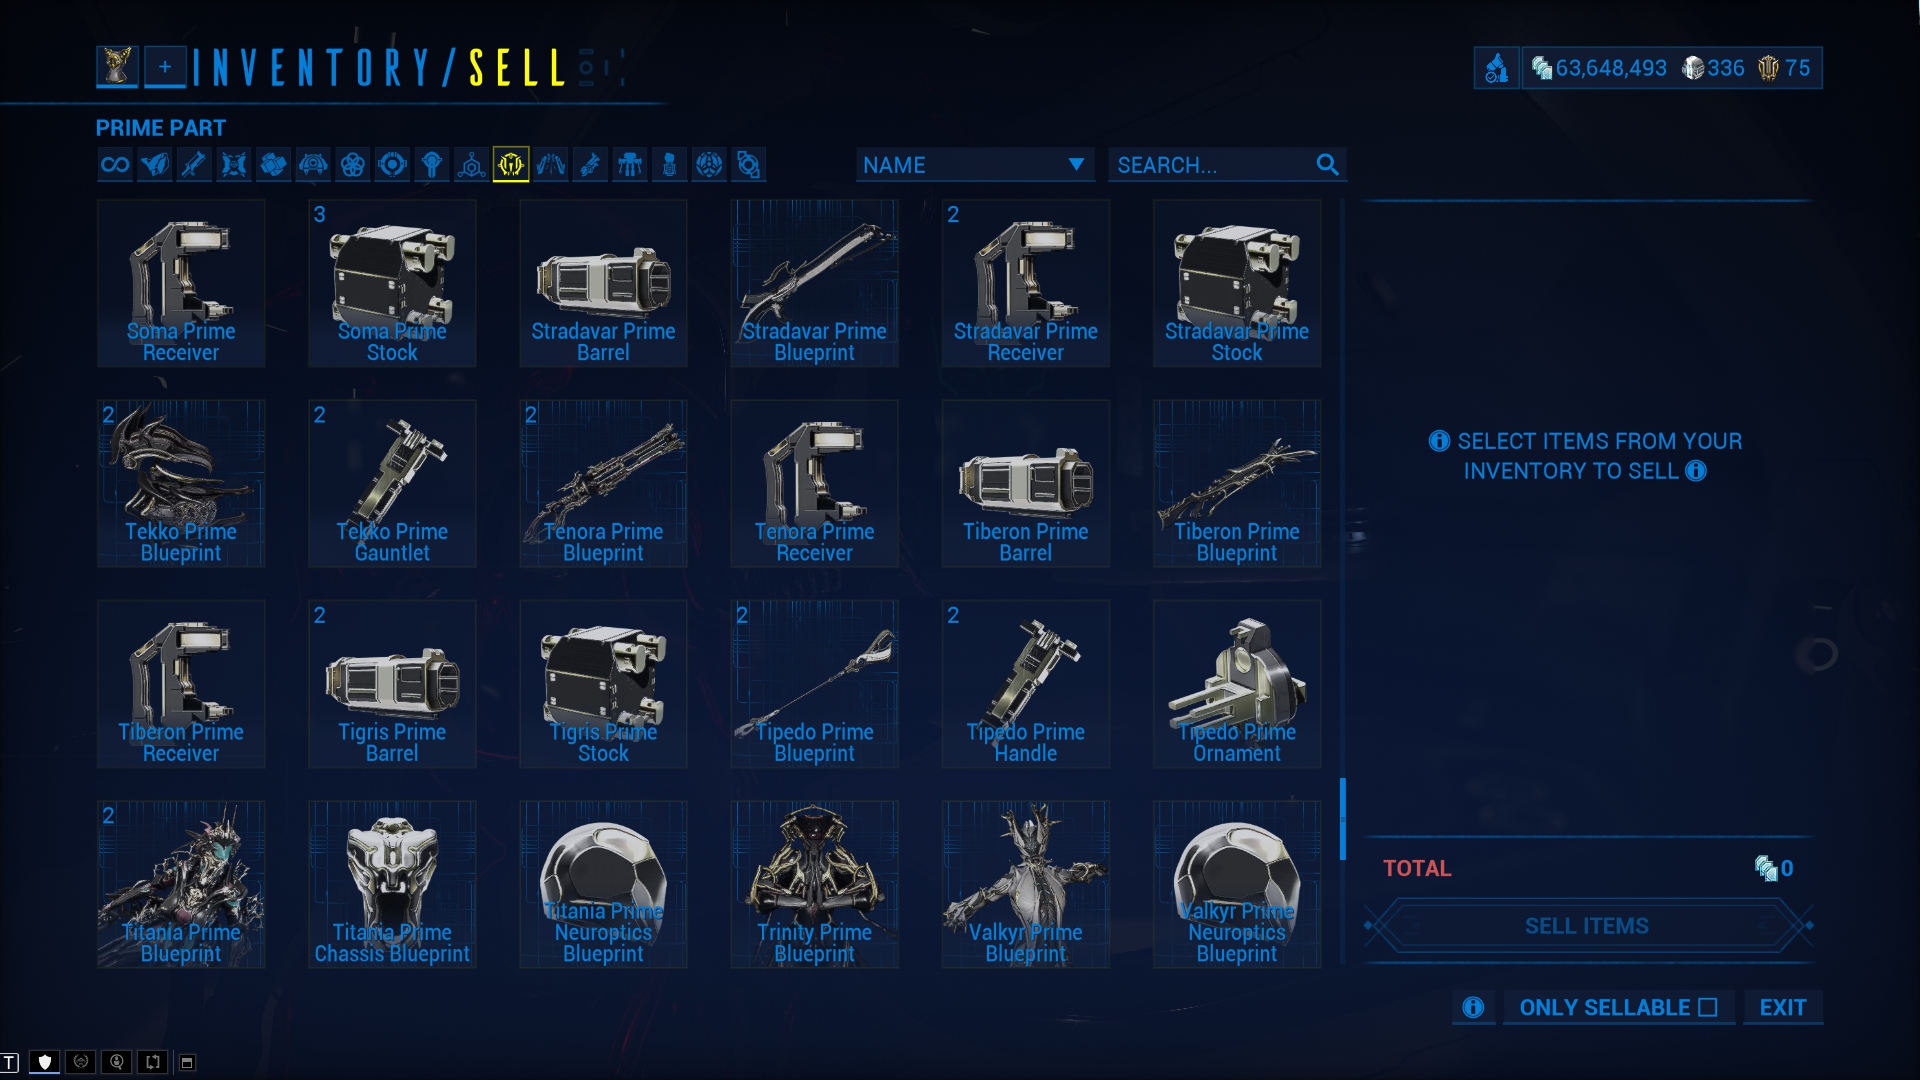 + INVENTORY/SELL
63,648,493 336 75
PRIME PART
NAME SEARCH...
Soma Prime
Receiver
3
Soma Prime
Stock
Stradavar Prime
Barrel
Stradavar Prime
Blueprint
2
Stradavar Prime
Receiver
Stradavar Prime
Stock
2
Tekko Prime
Blueprint
2
Tekko Prime
Gauntlet
2
Tenora Prime
Blueprint
Tenora Prime
Receiver
Tiberon Prime
Barrel
Tiberon Prime
Blueprint
Tiberon Prime
Receiver
2
Tigris Prime
Barrel
Tigris Prime
Stock
2
Tipedo Prime
Blueprint
2
Tipedo Prime
Handle
Tipedo Prime
Ornament
2
Titania Prime
Blueprint
Titania Prime
Chassis Blueprint
Titania Prime
Neuroptics
Blueprint
Trinity Prime
Blueprint
Valkyr Prime
Blueprint
Valkyr Prime
Neuroptics
Blueprint
SELECT ITEMS FROM YOUR
INVENTORY TO SELL
TOTAL 0
SELL ITEMS
ONLY SELLABLE
EXIT
T